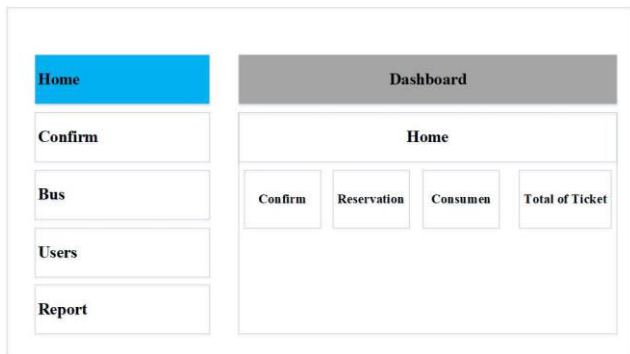 Home
Confirm
Bus
Users
Report
Dashboard
Home
Confirm
Reservation
Consumen
Total of Ticket